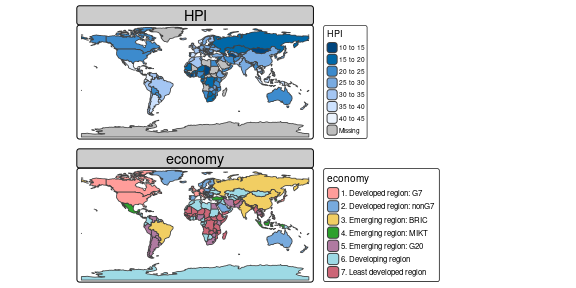 HPI
HPI
10 to 15
15 to 20
20 to 25
25 to 30
30 to 35
35 to 40
40 to 45
Missing
economy
economy
1. Developed region: G7
2. Developed region: nonG7
3. Emerging region: BRIC
4. Emerging region: MIKT
5. Emerging region: G20
6. Developing region
7. Least developed region